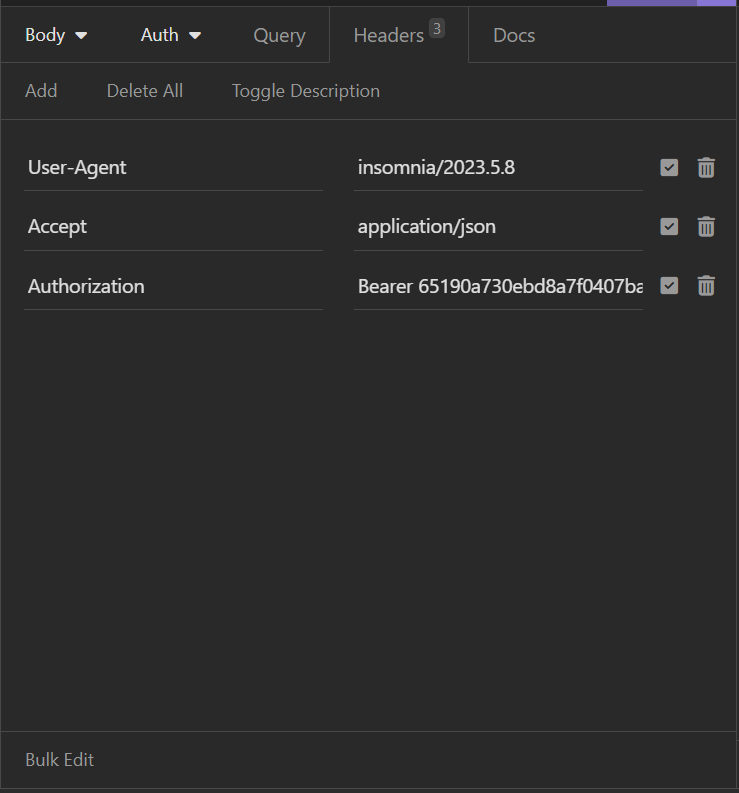 Body Auth Query Headers 3 Docs
Add Delete All Toggle Description
User-Agent insomnia/2023.5.8
Accept application/json
Authorization Bearer 65190a730ebd8a7f0407ba
Bulk Edit